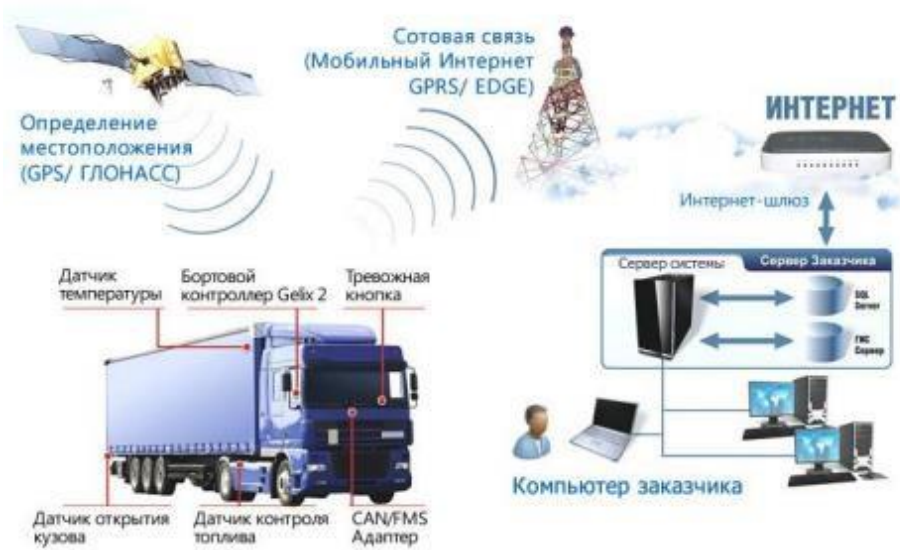 Сотовая связь
(Мобильный Интернет
GPRS/ EDGE)
Определение
местоположения
(GPS/ ГЛОНАСС)
ИНТЕРНЕТ
Интернет-шлюз
Сервер системы
Сервер Заказчика
SQL
Server
ГИС
Сервер
Датчик
температуры
Бортовой
контроллер Gelix 2
Тревожная
кнопка
Датчик открытия
кузова
Датчик контроля
топлива
CAN/FMS
Адаптер
Компьютер заказчика